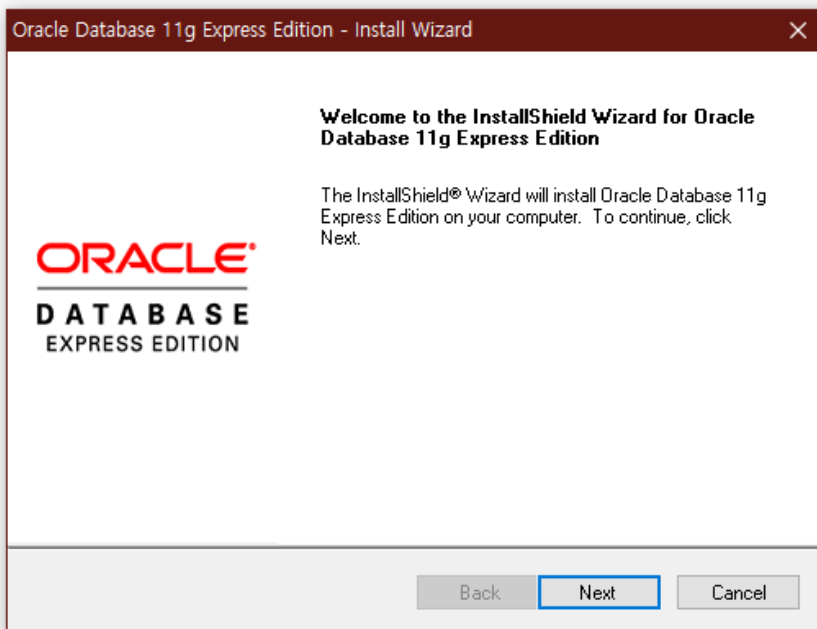 Oracle Database 11g Express Edition - Install Wizard
Welcome to the InstallShield Wizard for Oracle
Database 11g Express Edition
The InstallShield® Wizard will install Oracle Database 11g
Express Edition on your computer.  To continue, click
Next.
ORACLE®
DATABASE
EXPRESS EDITION
Back
Next
Cancel